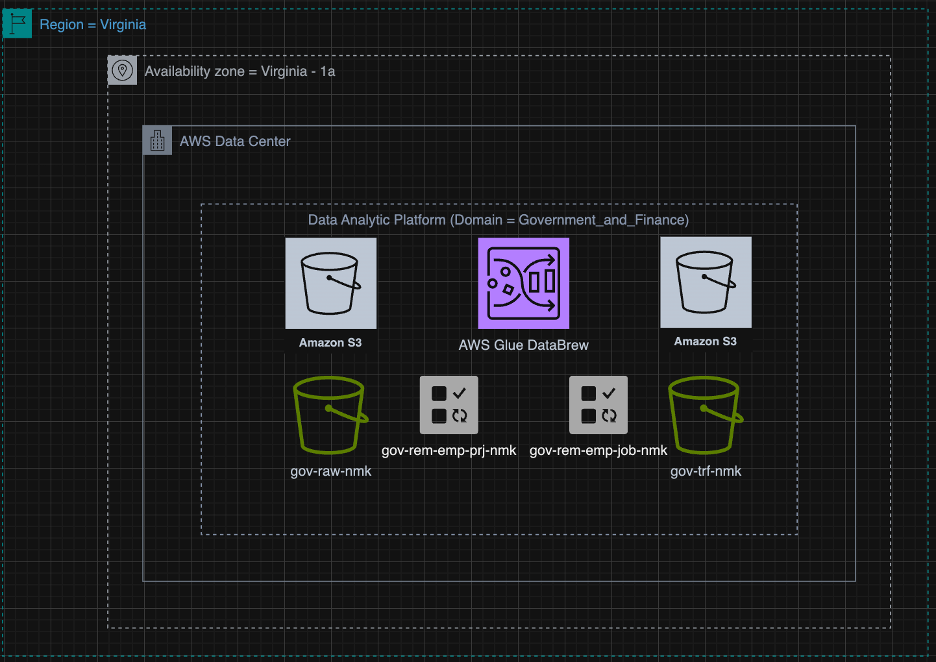 Region = Virginia
Availability zone = Virginia - 1a
AWS Data Center
Data Analytic Platform (Domain = Government_and_Finance)
Amazon S3
AWS Glue DataBrew
Amazon S3
gov-raw-nmk
gov-rem-emp-prj-nmk
gov-rem-emp-job-nmk
gov-trf-nmk